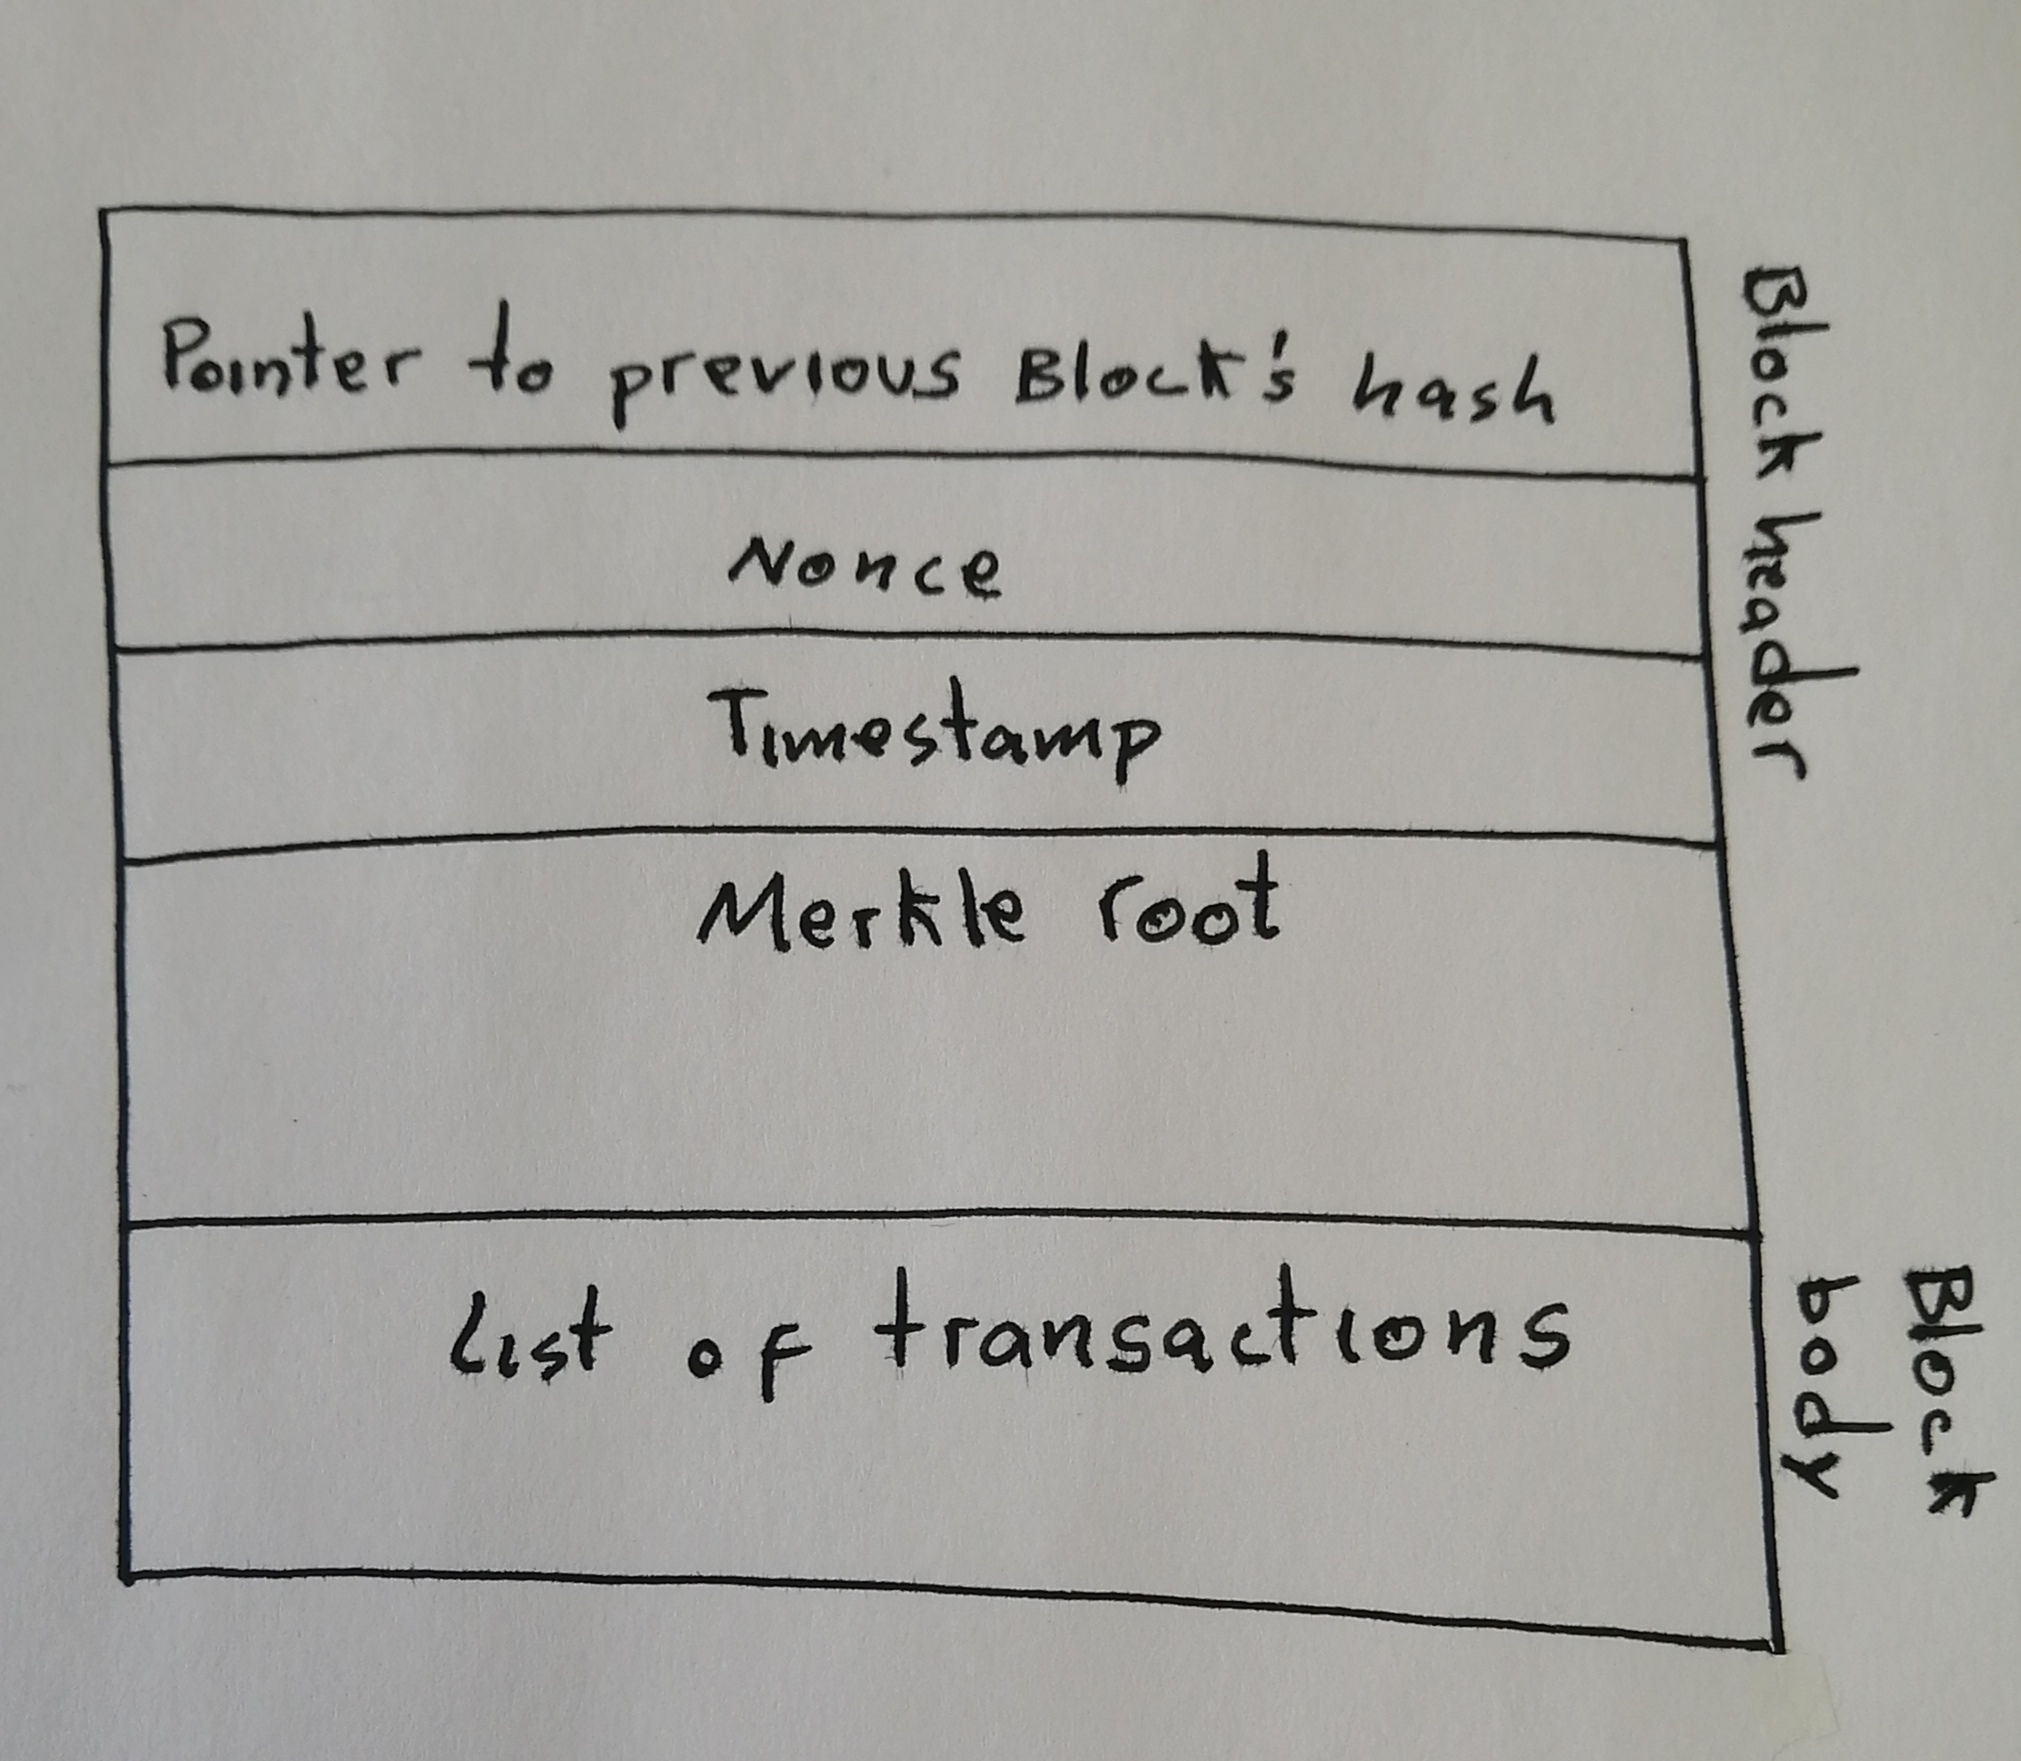 Pointer to previous Block's hash
Nonce
Timestamp
Merkle root
List of transactions
Block header
Block
body